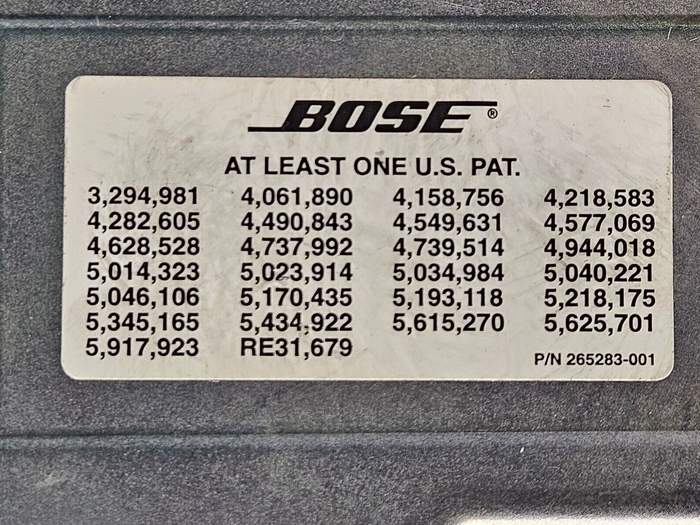 BOSE®
AT LEAST ONE U.S. PAT.
3,294,981 4,061,890 4,158,756 4,218,583
4,282,605 4,490,843 4,549,631 4,577,069
4,628,528 4,737,992 4,739,514 4,944,018
5,014,323 5,023,914 5,034,984 5,040,221
5,046,106 5,170,435 5,193,118 5,218,175
5,345,165 5,434,922 5,615,270 5,625,701
5,917,923 RE31,679 P/N 265283-001